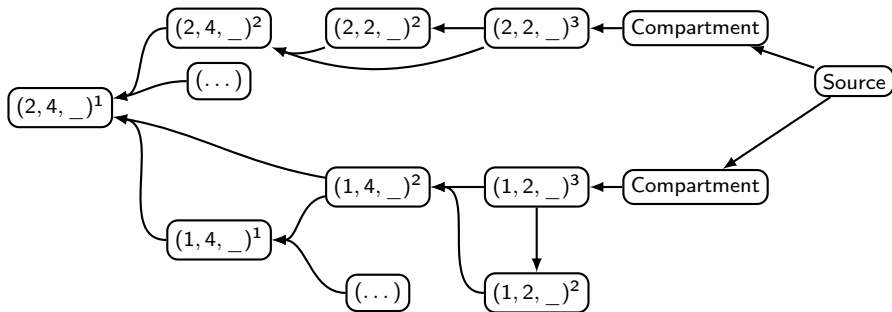 (2, 4, _)² (2, 2, _)² (2, 2, _)³ Compartment
(...) Source
(2, 4, _)¹
(1, 4, _)² (1, 2, _)³ Compartment
(1, 4, _)¹
(...) (1, 2, _)²